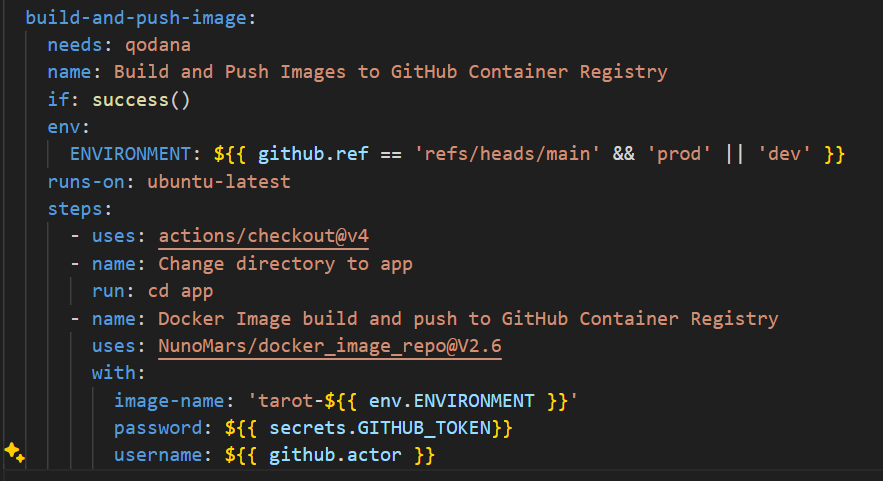 build-and-push-image:
needs: qodana
name: Build and Push Images to GitHub Container Registry
if: success()
env:
ENVIRONMENT: ${{ github.ref == 'refs/heads/main' && 'prod' || 'dev' }}
runs-on: ubuntu-latest
steps:
- uses: actions/checkout@v4
- name: Change directory to app
run: cd app
- name: Docker Image build and push to GitHub Container Registry
uses: NunoMars/docker_image_repo@V2.6
with:
image-name: 'tarot-${{ env.ENVIRONMENT }}'
password: ${{ secrets.GITHUB_TOKEN}}
username: ${{ github.actor }}